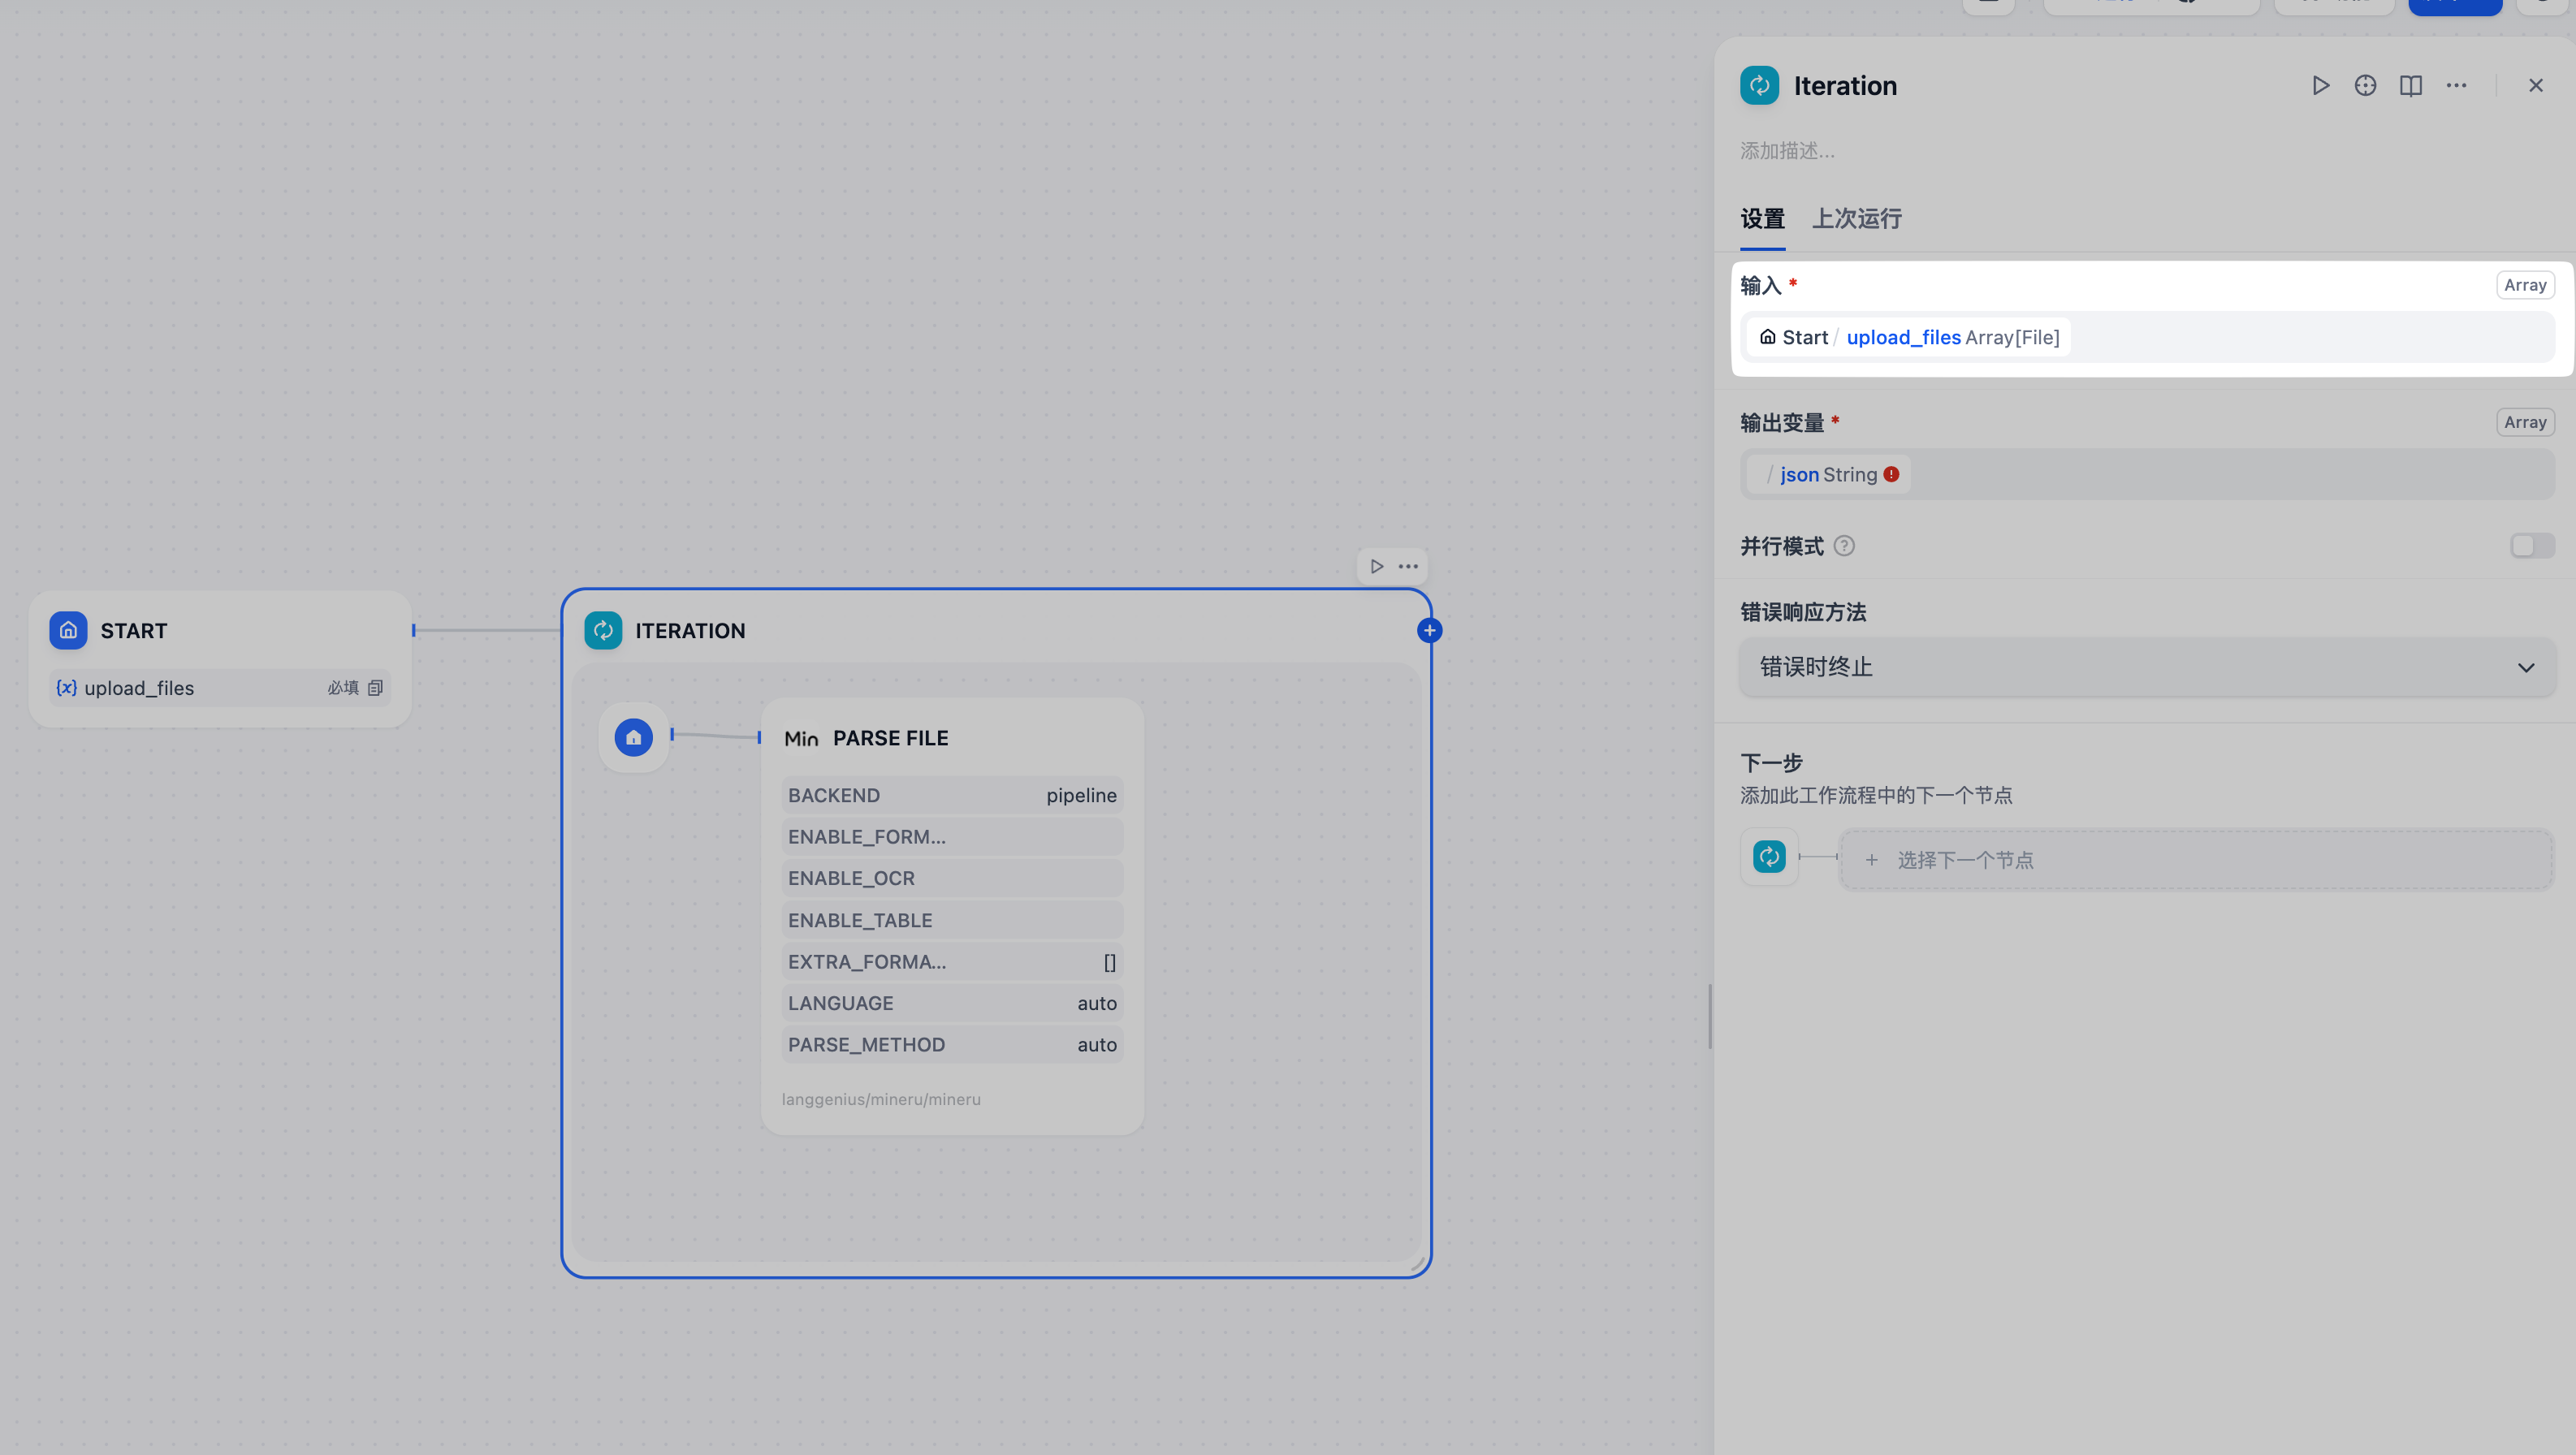 Iteration
添加描述...
设置 上次运行
输入 * Array
Start / upload_files Array[File]
输出变量 * Array
/ json String
并行模式
错误响应方法
错误时终止
下一步
添加此工作流程中的下一个节点
+ 选择下一个节点
START
{x} upload_files 必填
ITERATION
Min PARSE FILE
BACKEND pipeline
ENABLE_FORM...
ENABLE_OCR
ENABLE_TABLE
EXTRA_FORMA... []
LANGUAGE auto
PARSE_METHOD auto
langgenius/mineru/mineru